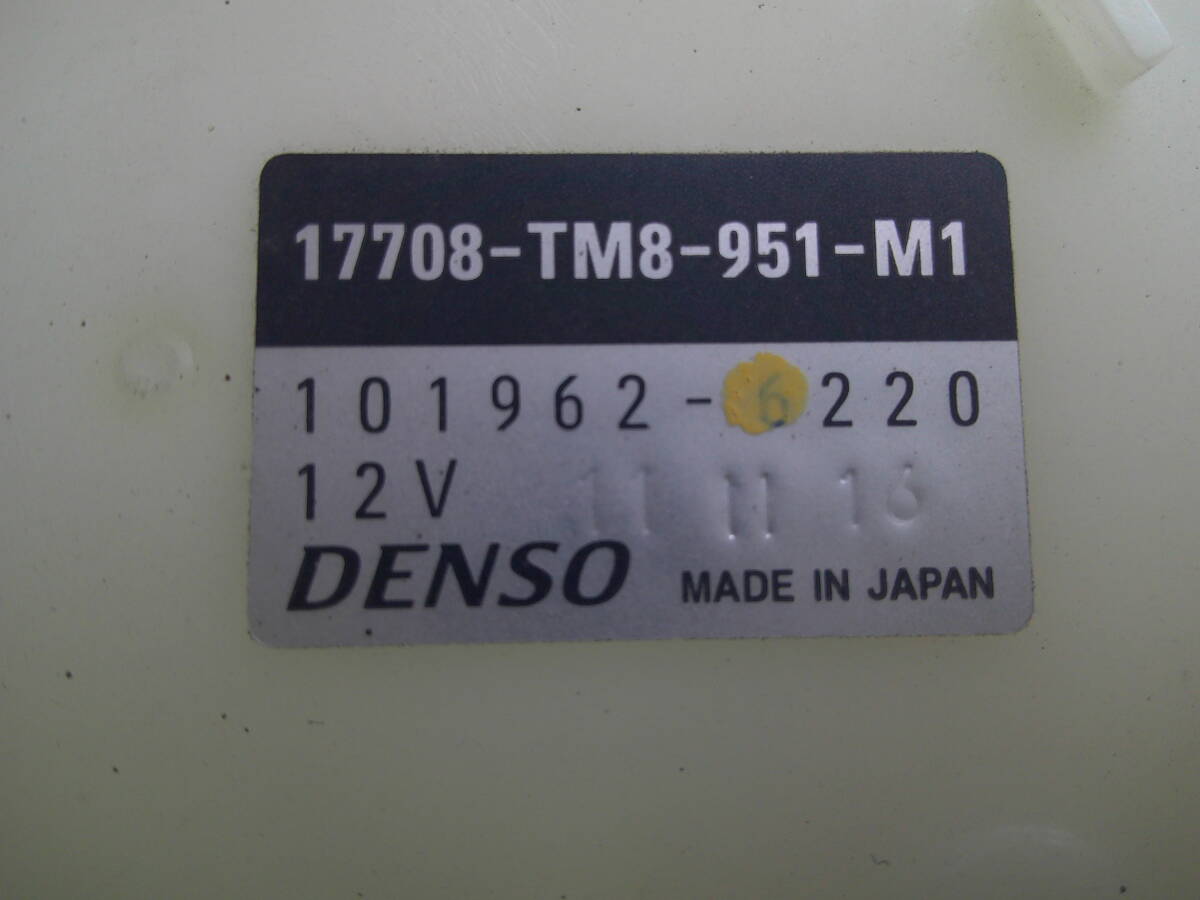 17708-TM8-951-M1
101962-6220
12V 11 11 16
DENSO MADE IN JAPAN